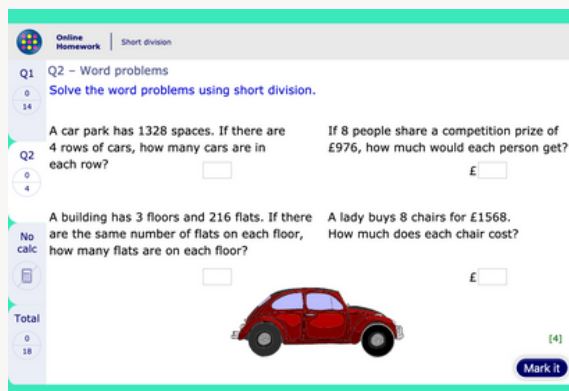 Online
Homework
Short division
Q1
0
14
Q2
0
4
No
calc
Total
0
18
Q2 – Word problems
Solve the word problems using short division.
A car park has 1328 spaces. If there are
4 rows of cars, how many cars are in
each row?
If 8 people share a competition prize of
£976, how much would each person get?
£
A building has 3 floors and 216 flats. If there
are the same number of flats on each floor,
how many flats are on each floor?
A lady buys 8 chairs for £1568.
How much does each chair cost?
£
[4]
Mark it